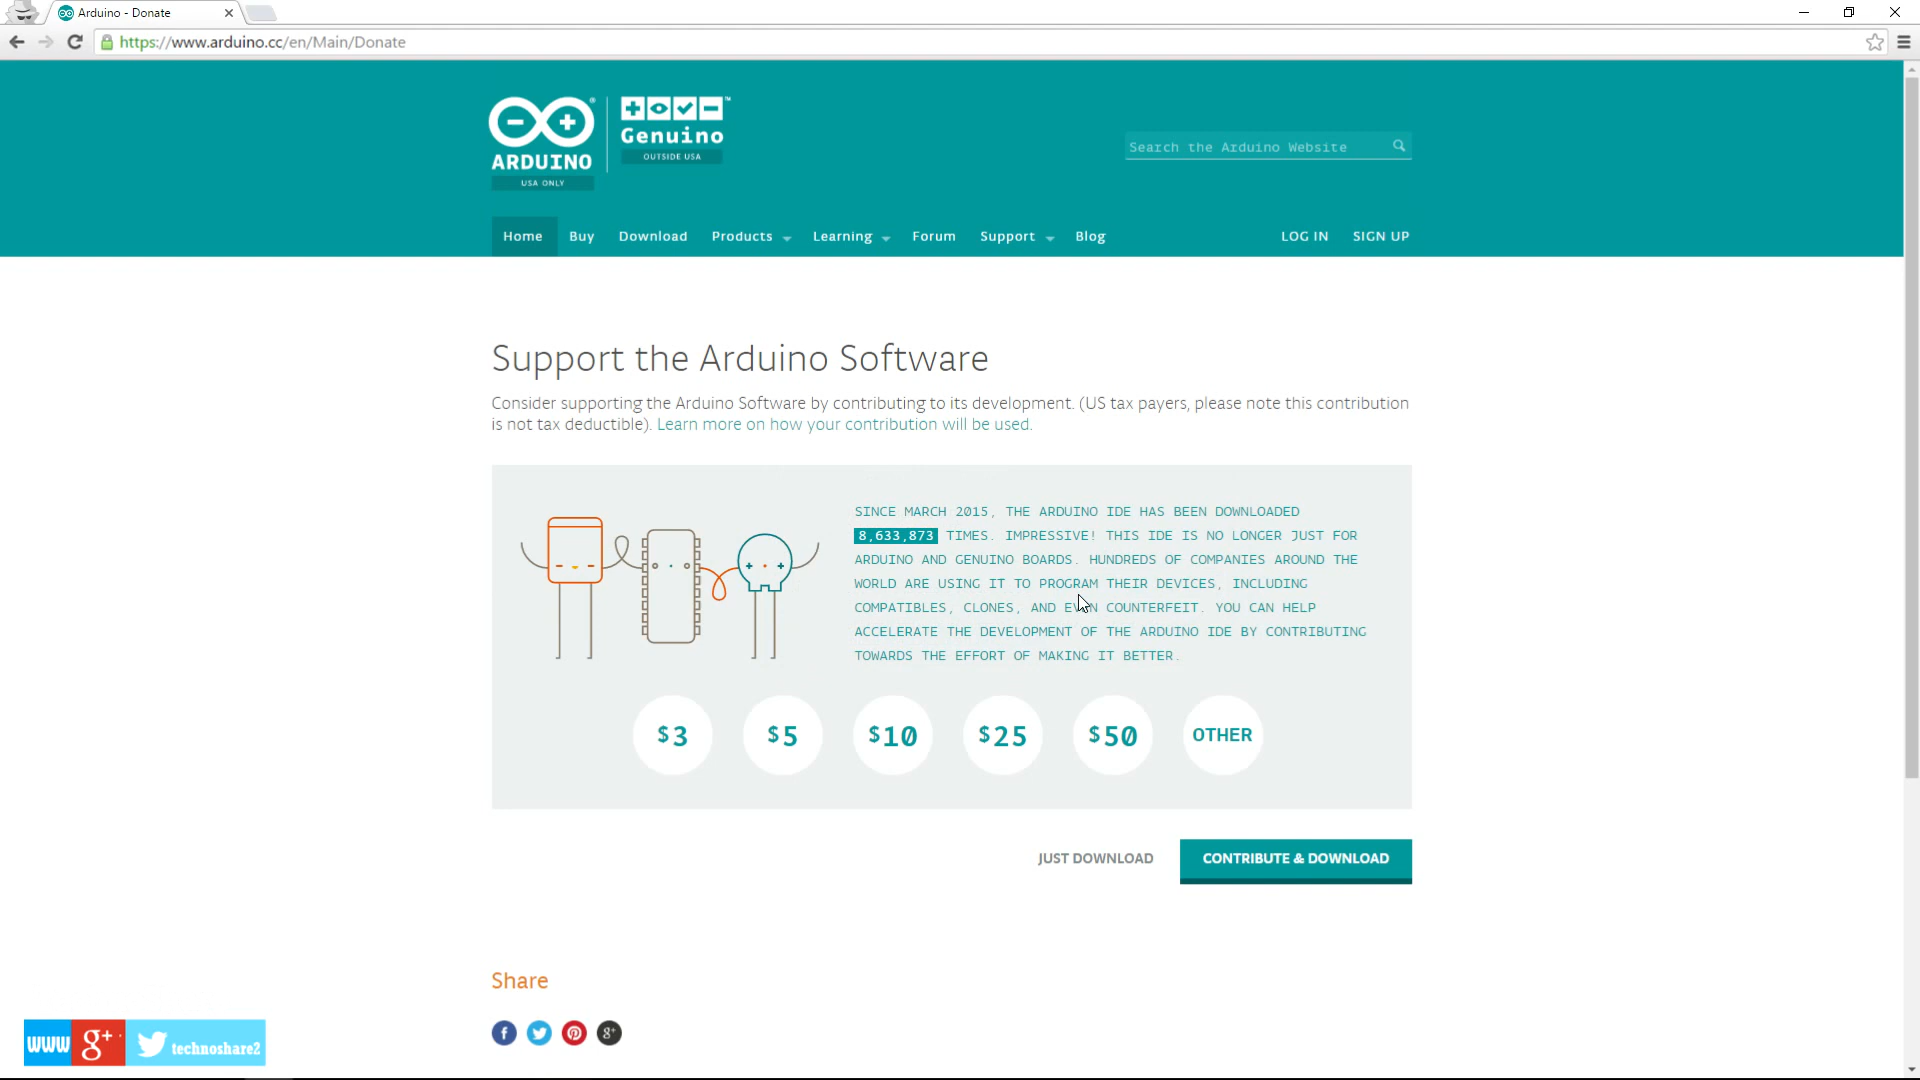 Arduino - Donate
https://www.arduino.cc/en/Main/Donate
ARDUINO
USA ONLY
Genuino
OUTSIDE USA
Search the Arduino Website
Home Buy Download Products Learning Forum Support Blog LOG IN SIGN UP
Support the Arduino Software
Consider supporting the Arduino Software by contributing to its development. (US tax payers, please note this contribution
is not tax deductible). Learn more on how your contribution will be used.
SINCE MARCH 2015, THE ARDUINO IDE HAS BEEN DOWNLOADED
8,633,873 TIMES. IMPRESSIVE! THIS IDE IS NO LONGER JUST FOR
ARDUINO AND GENUINO BOARDS. HUNDREDS OF COMPANIES AROUND THE
WORLD ARE USING IT TO PROGRAM THEIR DEVICES, INCLUDING
COMPATIBLES, CLONES, AND EVEN COUNTERFEIT. YOU CAN HELP
ACCELERATE THE DEVELOPMENT OF THE ARDUINO IDE BY CONTRIBUTING
TOWARDS THE EFFORT OF MAKING IT BETTER.
$3 $5 $10 $25 $50 OTHER
JUST DOWNLOAD CONTRIBUTE & DOWNLOAD
Share
f g+
www g+ technoshare2